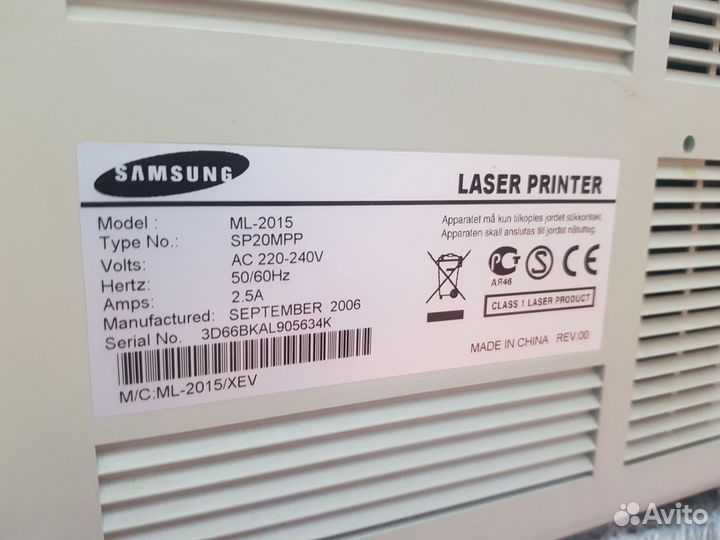 SAMSUNG
LASER PRINTER
Model : ML-2015
Type No.: SP20MPP
Volts: AC 220-240V
Hertz: 50/60Hz
Amps: 2.5A
Manufactured: SEPTEMBER 2006
Serial No. 3D66BKAL905634K
M/C:ML-2015/XEV
Apparatet må kun tilkoples jordet stikkontakt.
Apparaten skall anslutas till jordat nätuttag.
АЯ46
CLASS 1 LASER PRODUCT
MADE IN CHINA REV.00
Avito